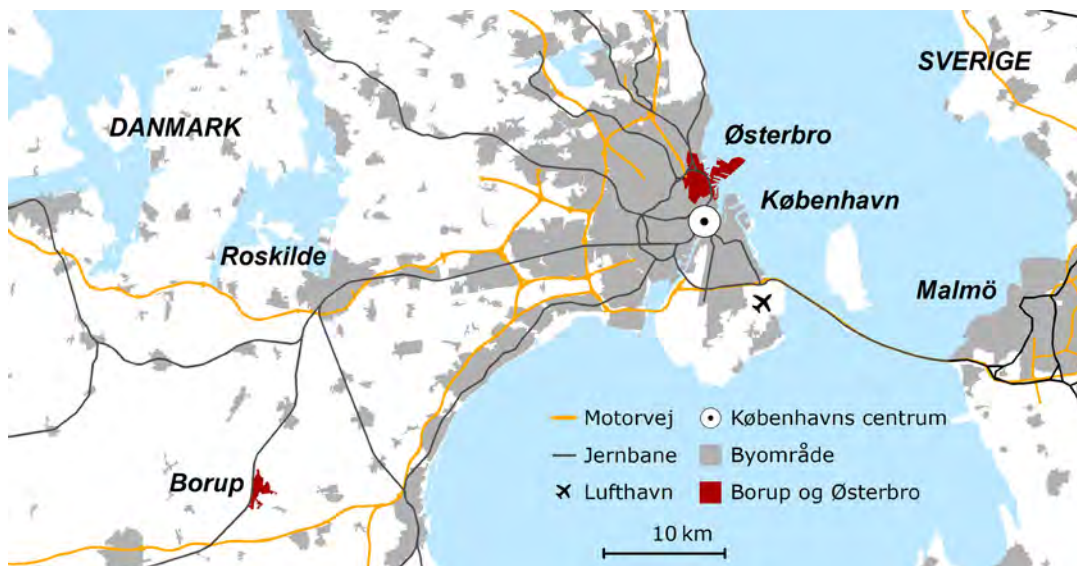 SVERIGE
DANMARK
Østerbro
København
Roskilde
Malmö
Borup
Motorvej
Jernbane
Lufthavn
Københavns centrum
Byområde
Borup og Østerbro
10 km